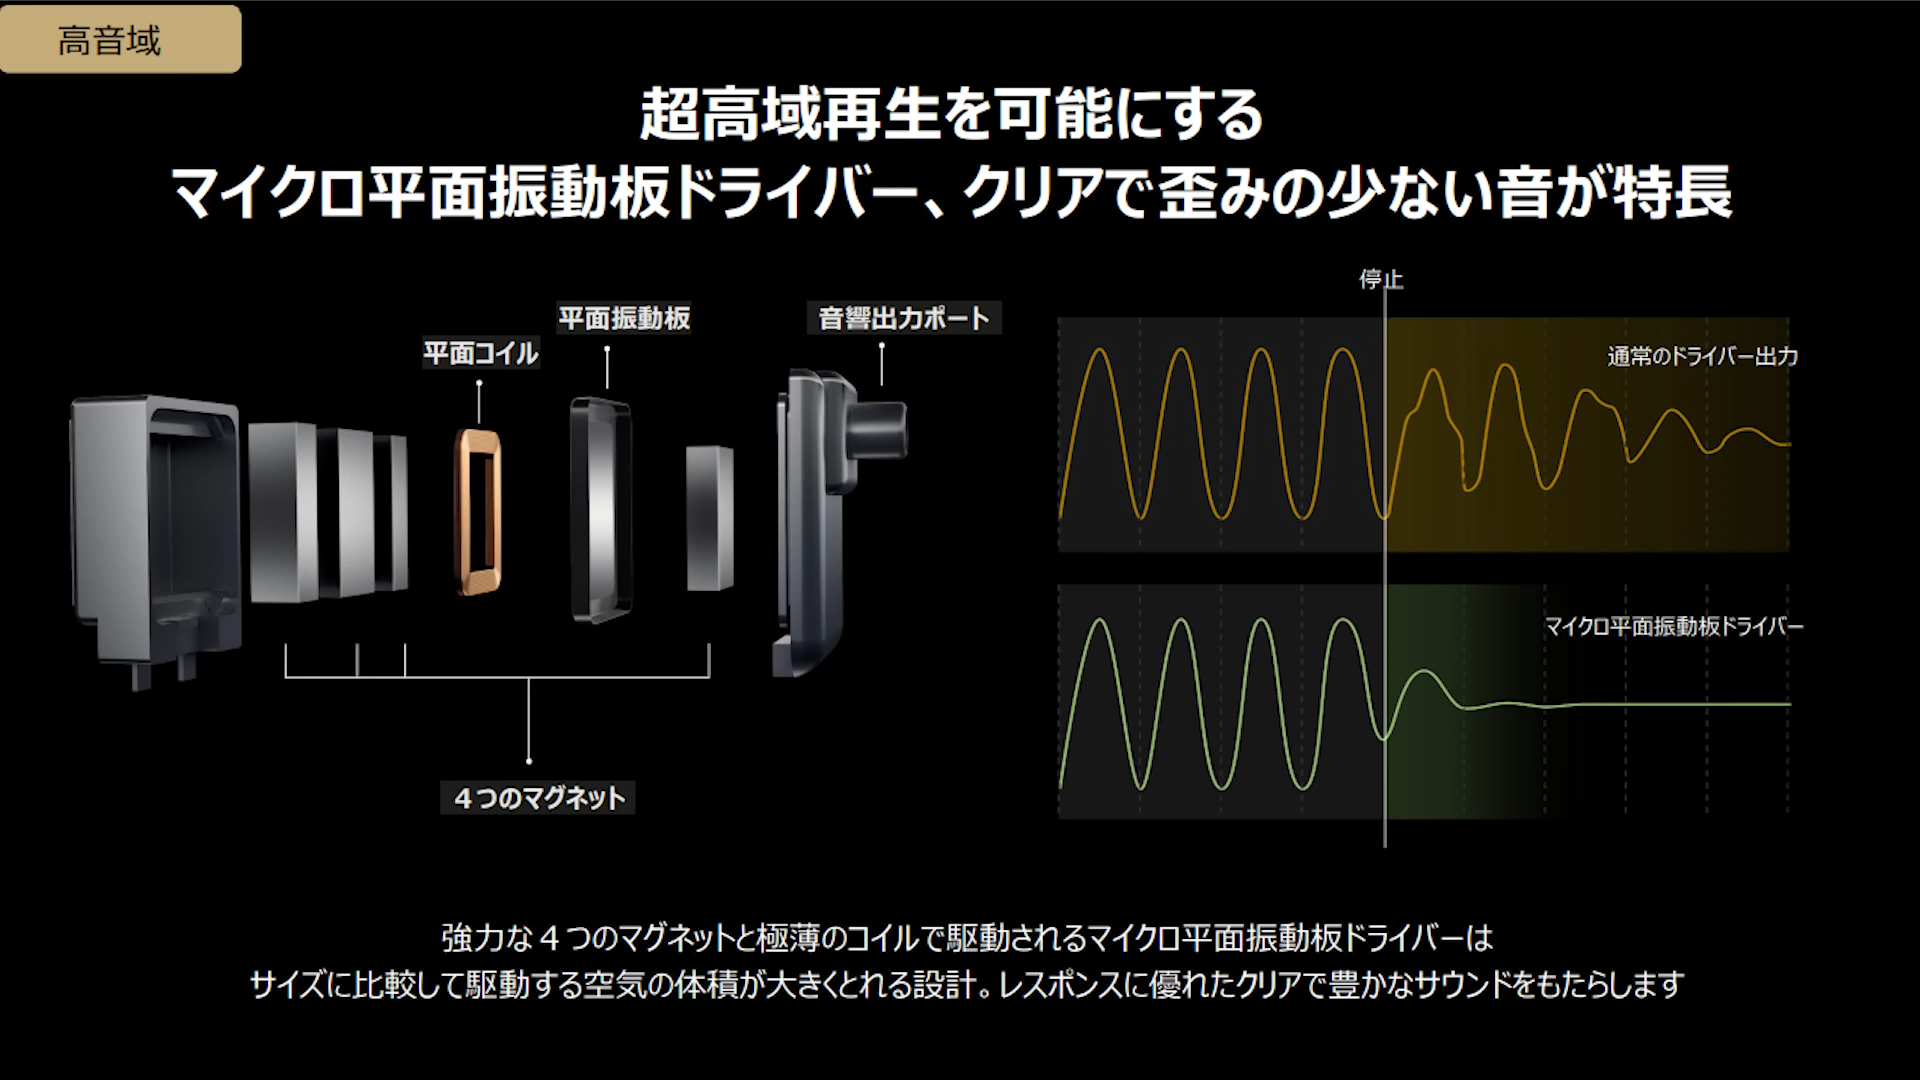 高音域
超高域再生を可能にする
マイクロ平面振動板ドライバー、クリアで歪みの少ない音が特長
平面コイル
平面振動板
音響出力ポート
４つのマグネット
停止
通常のドライバー出力
マイクロ平面振動板ドライバー
強力な４つのマグネットと極薄のコイルで駆動されるマイクロ平面振動板ドライバーは
サイズに比較して駆動する空気の体積が大きくとれる設計。レスポンスに優れたクリアで豊かなサウンドをもたらします